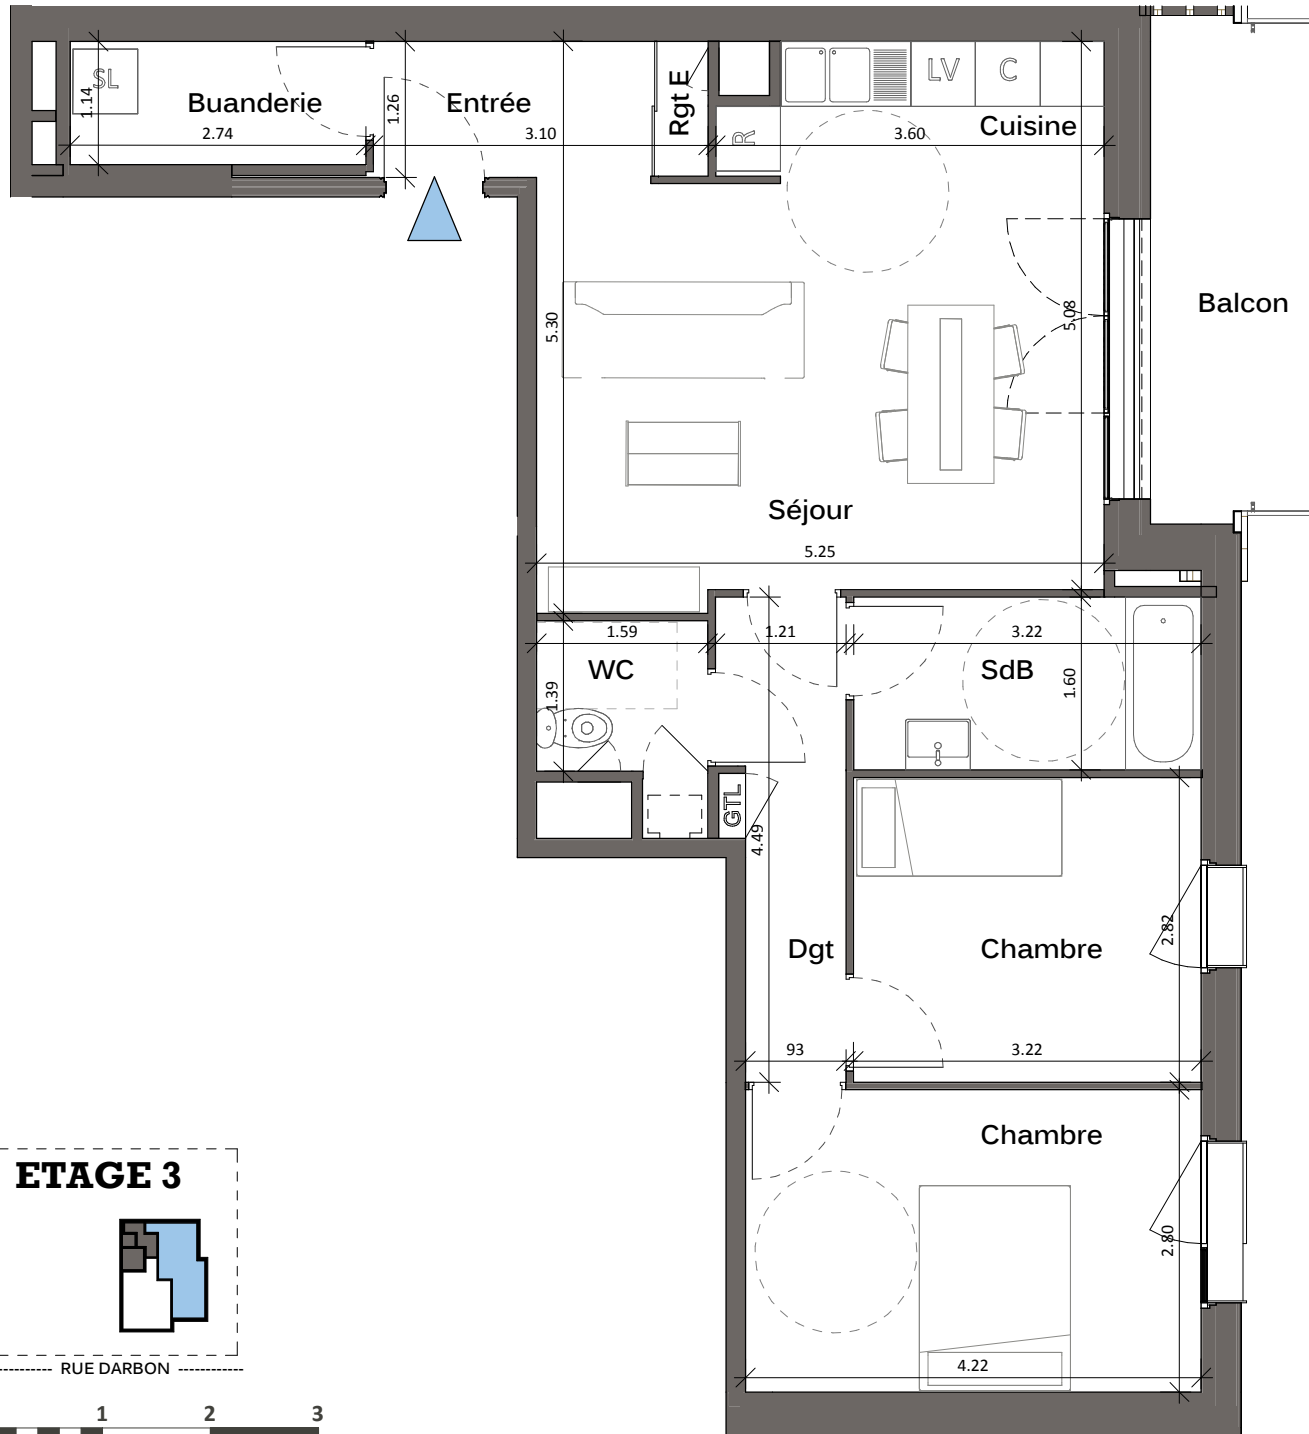 SL
1.14
Buanderie
2.74
1.26
Entrée
3.10
Rgt E
R
LV
C
Cuisine
3.60
5.30
5.08
Balcon
Séjour
5.25
1.59
1.21
3.22
WC
SdB
1.39
1.60
GTL
4.49
Dgt
Chambre
2.82
93
3.22
Chambre
2.80
4.22
ETAGE 3
RUE DARBON
1 2 3